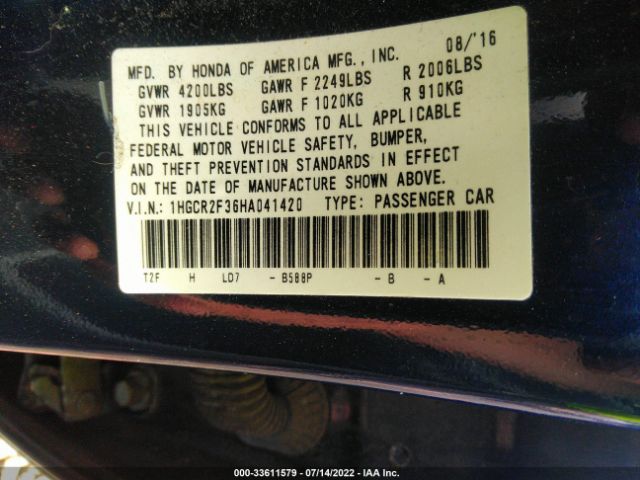 MFD. BY HONDA OF AMERICA MFG., INC. 08/'16
GVWR 4200LBS GAWR F 2249LBS R 2006LBS
GVWR 1905KG GAWR F 1020KG R 910KG
THIS VEHICLE CONFORMS TO ALL APPLICABLE
FEDERAL MOTOR VEHICLE SAFETY, BUMPER,
AND THEFT PREVENTION STANDARDS IN EFFECT
ON THE DATE OF MANUFACTURE SHOWN ABOVE.
V.I.N.: 1HGCR2F36HA041420 TYPE: PASSENGER CAR
T2F H LD7 - B588P - B - A
000-33611579 - 07/14/2022 - IAA Inc.